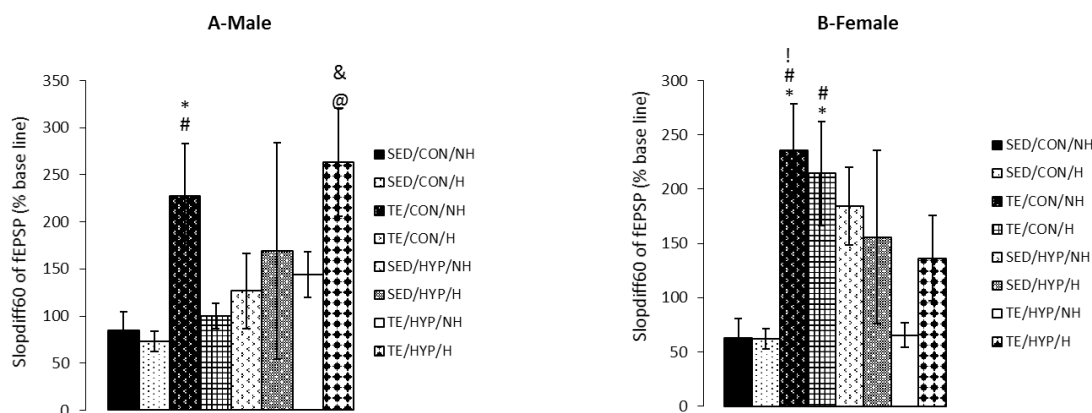 A-Male
Slopdiff60 of fEPSP (% base line)
350
300
250
200
150
100
50
0
*
#
&
@
SED/CON/NH
SED/CON/H
TE/CON/NH
TE/CON/H
SED/HYP/NH
SED/HYP/H
TE/HYP/NH
TE/HYP/H
B-Female
Slopdiff60 of fEPSP (% base line)
300
250
200
150
100
50
0
!
#
*
#
*
SED/CON/NH
SED/CON/H
TE/CON/NH
TE/CON/H
SED/HYP/NH
SED/HYP/H
TE/HYP/NH
TE/HYP/H